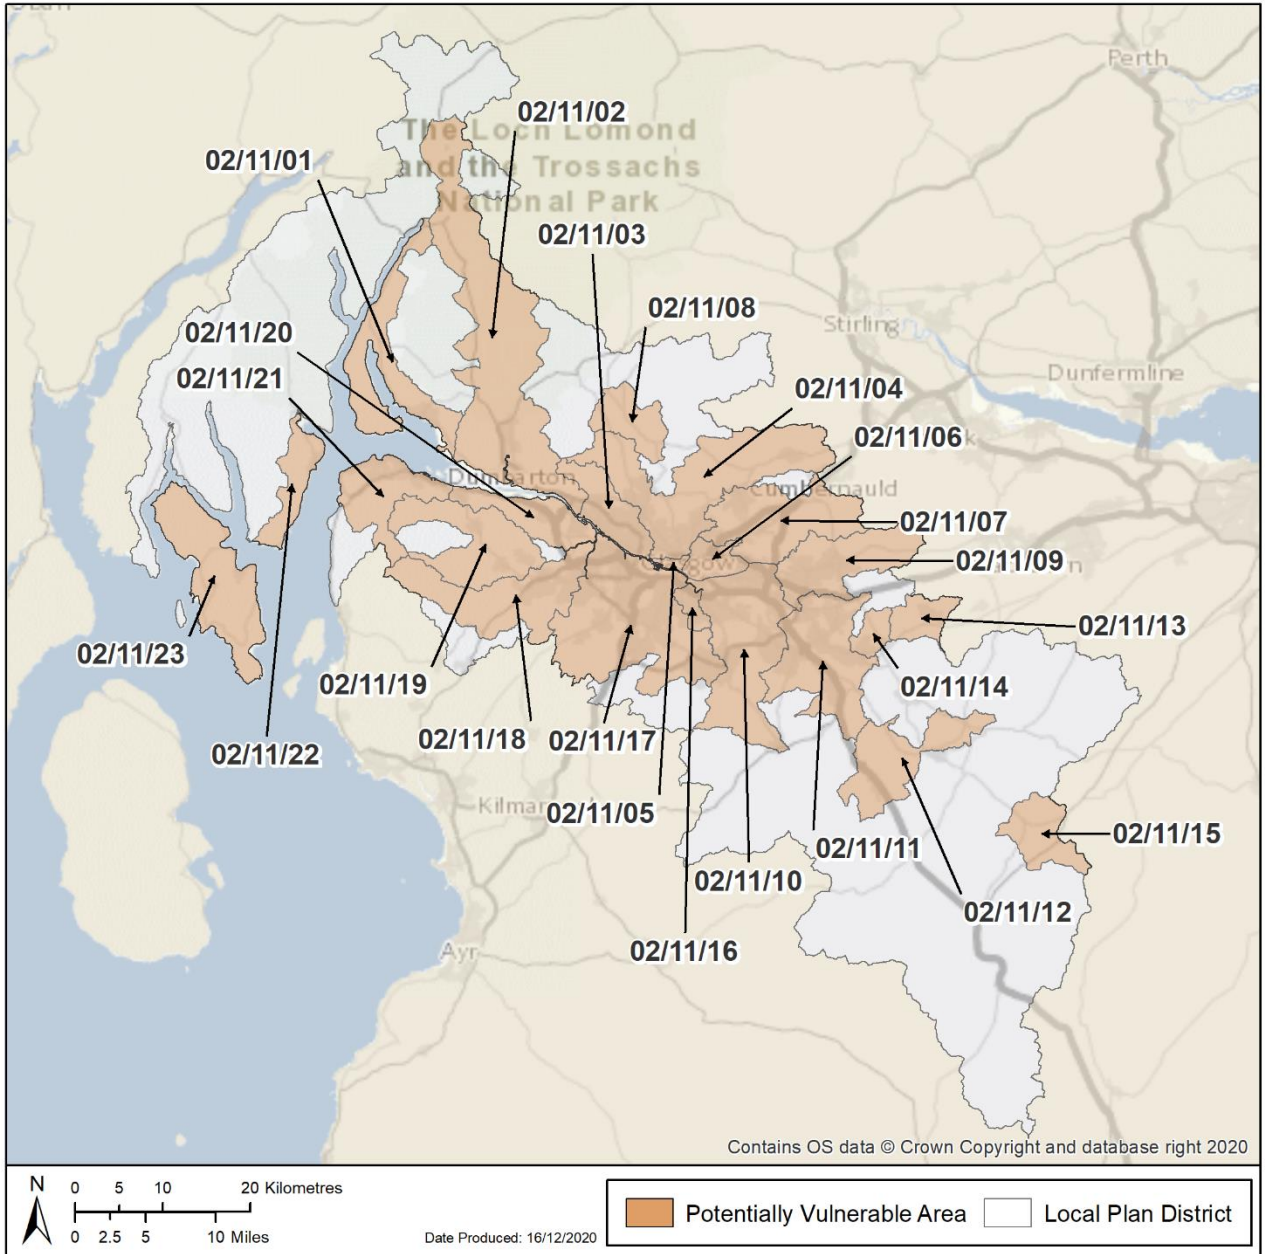 Perth
02/11/02
The Loch Lomond
and the Trossachs
National Park
02/11/01
02/11/03
02/11/08
Stirling
02/11/20
Dunfermline
02/11/21
02/11/04
02/11/06
Dumbarton
Cumbernauld
02/11/07
Glasgow
02/11/09
02/11/13
02/11/23
02/11/19
02/11/14
02/11/18
02/11/17
02/11/22
Kilmar
02/11/05
02/11/15
02/11/11
02/11/10
02/11/12
02/11/16
Ayr
Contains OS data © Crown Copyright and database right 2020
N
0 5 10 20 Kilometres
0 2.5 5 10 Miles
Date Produced: 16/12/2020
Potentially Vulnerable Area
Local Plan District